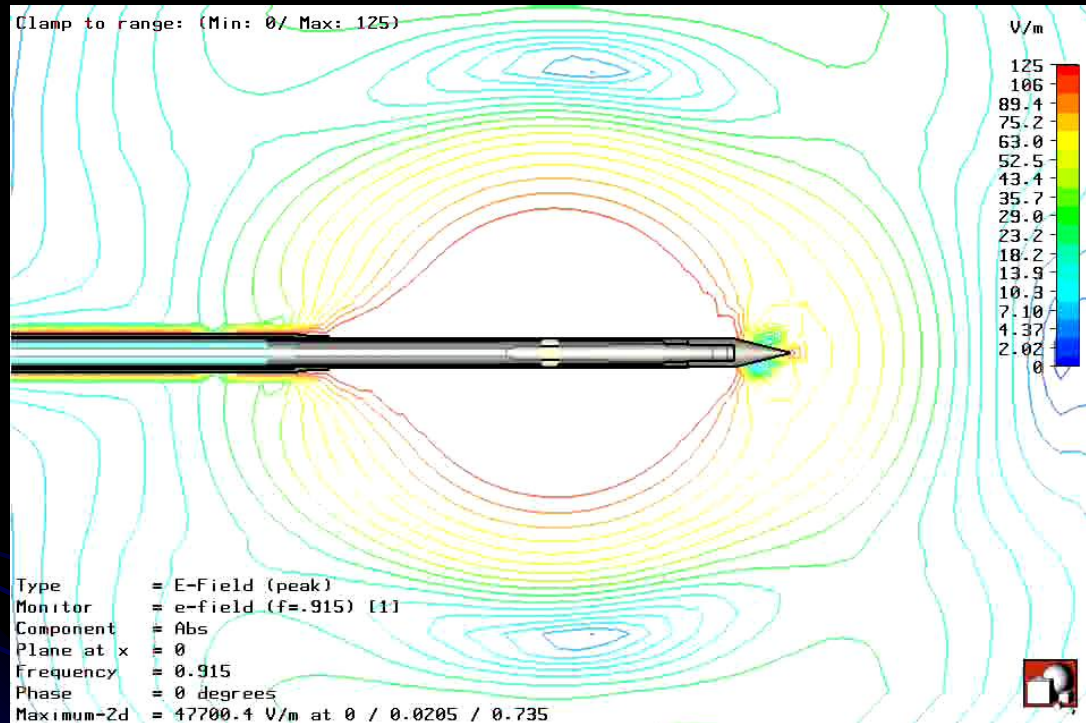 Clamp to range: (Min: 0/ Max: 125)
V/m
125
106
89.4
75.2
63.0
52.5
43.4
35.7
29.0
23.2
18.2
13.9
10.3
7.10
4.37
2.02
0
Type = E-Field (peak)
Monitor = e-field (f=.915) [1]
Component = Abs
Plane at x = 0
Frequency = 0.915
Phase = 0 degrees
Maximum-2d = 47700.4 V/m at 0 / 0.0205 / 0.735